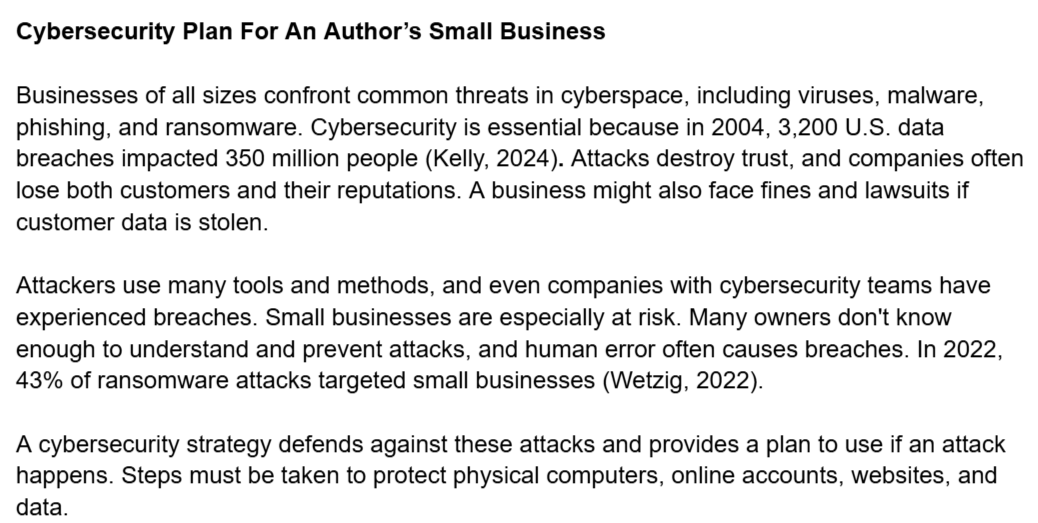 Cybersecurity Plan For An Author’s Small Business
Businesses of all sizes confront common threats in cyberspace, including viruses, malware,
phishing, and ransomware. Cybersecurity is essential because in 2004, 3,200 U.S. data
breaches impacted 350 million people (Kelly, 2024). Attacks destroy trust, and companies often
lose both customers and their reputations. A business might also face fines and lawsuits if
customer data is stolen.
Attackers use many tools and methods, and even companies with cybersecurity teams have
experienced breaches. Small businesses are especially at risk. Many owners don't know
enough to understand and prevent attacks, and human error often causes breaches. In 2022,
43% of ransomware attacks targeted small businesses (Wetzig, 2022).
A cybersecurity strategy defends against these attacks and provides a plan to use if an attack
happens. Steps must be taken to protect physical computers, online accounts, websites, and
data.